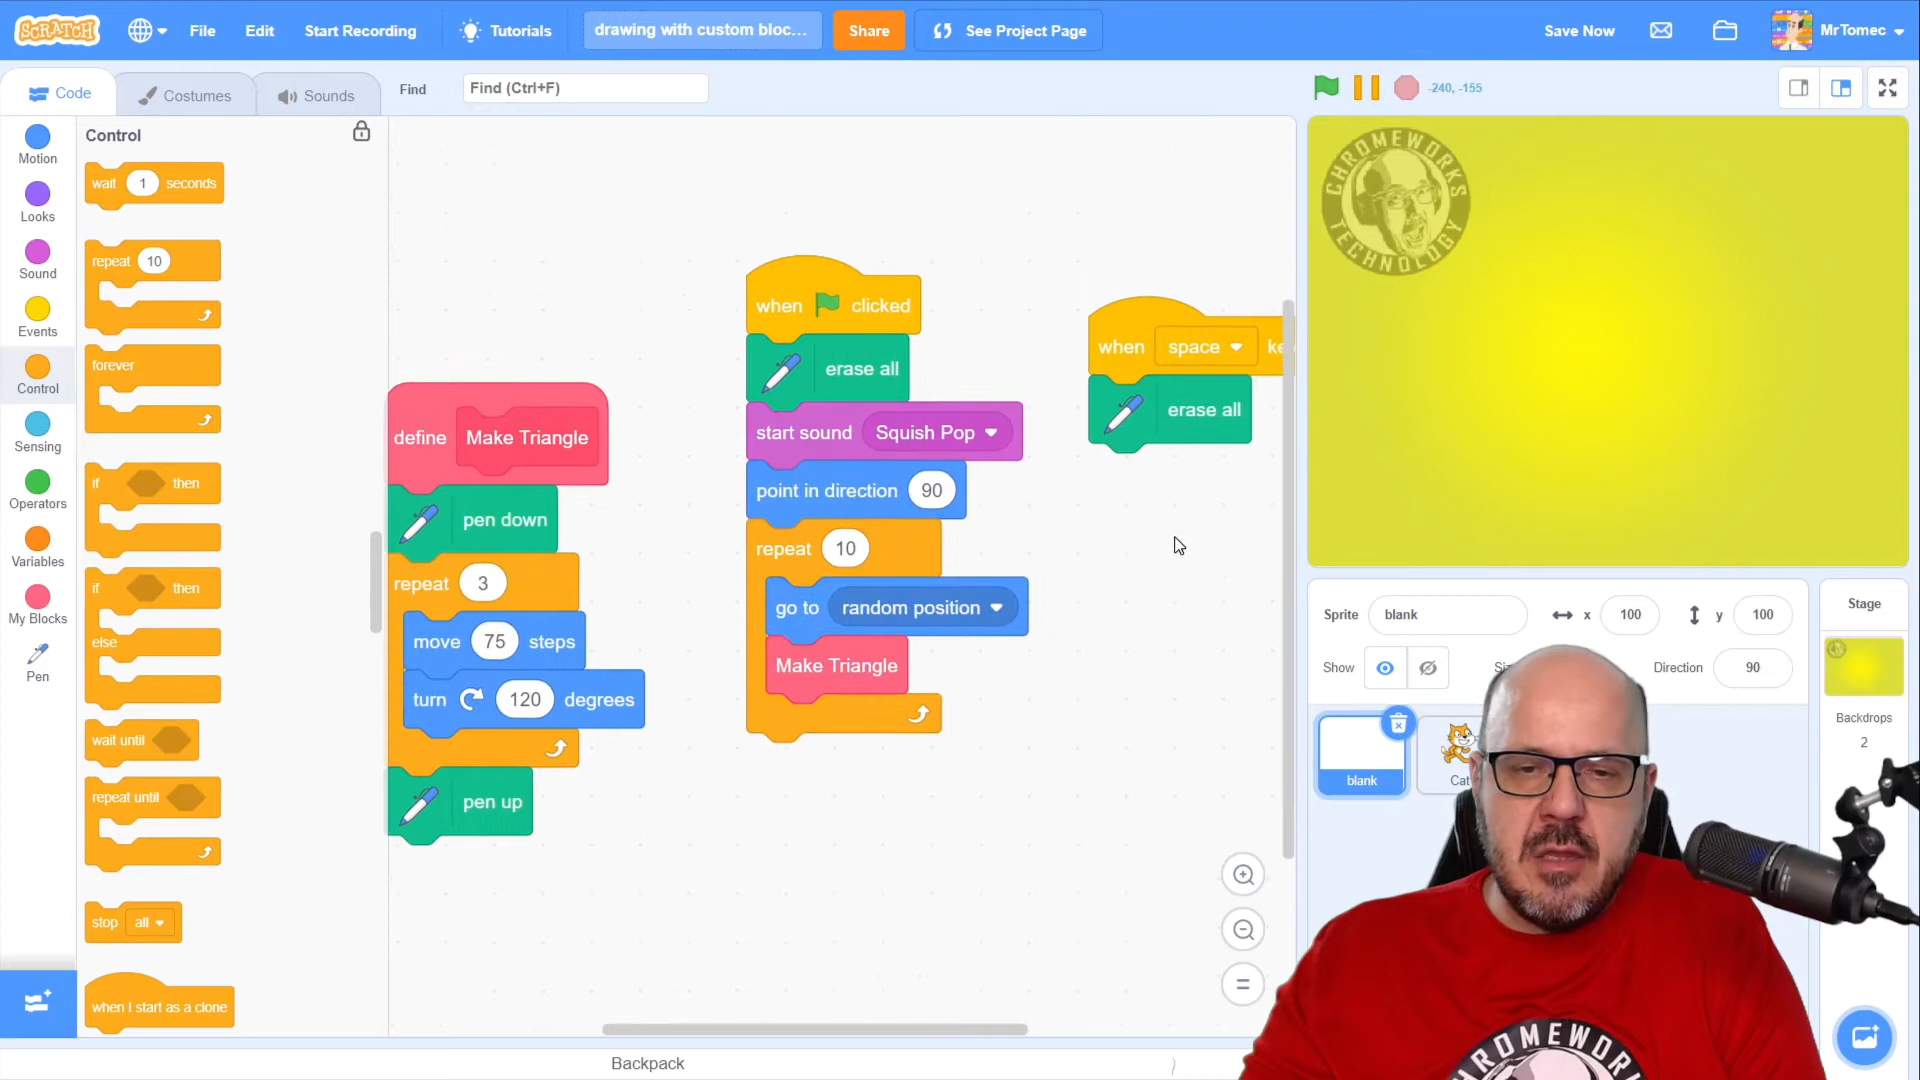 SCRATCH
File
Edit
Start Recording
Tutorials
drawing with custom bloc...
Share
See Project Page
Save Now
MrTomec
Code
Costumes
Sounds
Find
Find (Ctrl+F)
-240, -155
Motion
Looks
Sound
Events
Control
Sensing
Operators
Variables
My Blocks
Pen
Control
wait 1 seconds
repeat 10
forever
if then
if then
else
wait until
repeat until
stop all
when I start as a clone
define Make Triangle
pen down
repeat 3
move 75 steps
turn 120 degrees
pen up
when clicked
erase all
start sound Squish Pop
point in direction 90
repeat 10
go to random position
Make Triangle
when space ke
erase all
CHROMEWORKS
TECHNOLOGY
Sprite blank x 100 y 100
Show Direction 90
blank
Cat
Stage
Backdrops
2
Backpack
CHROMEWORK